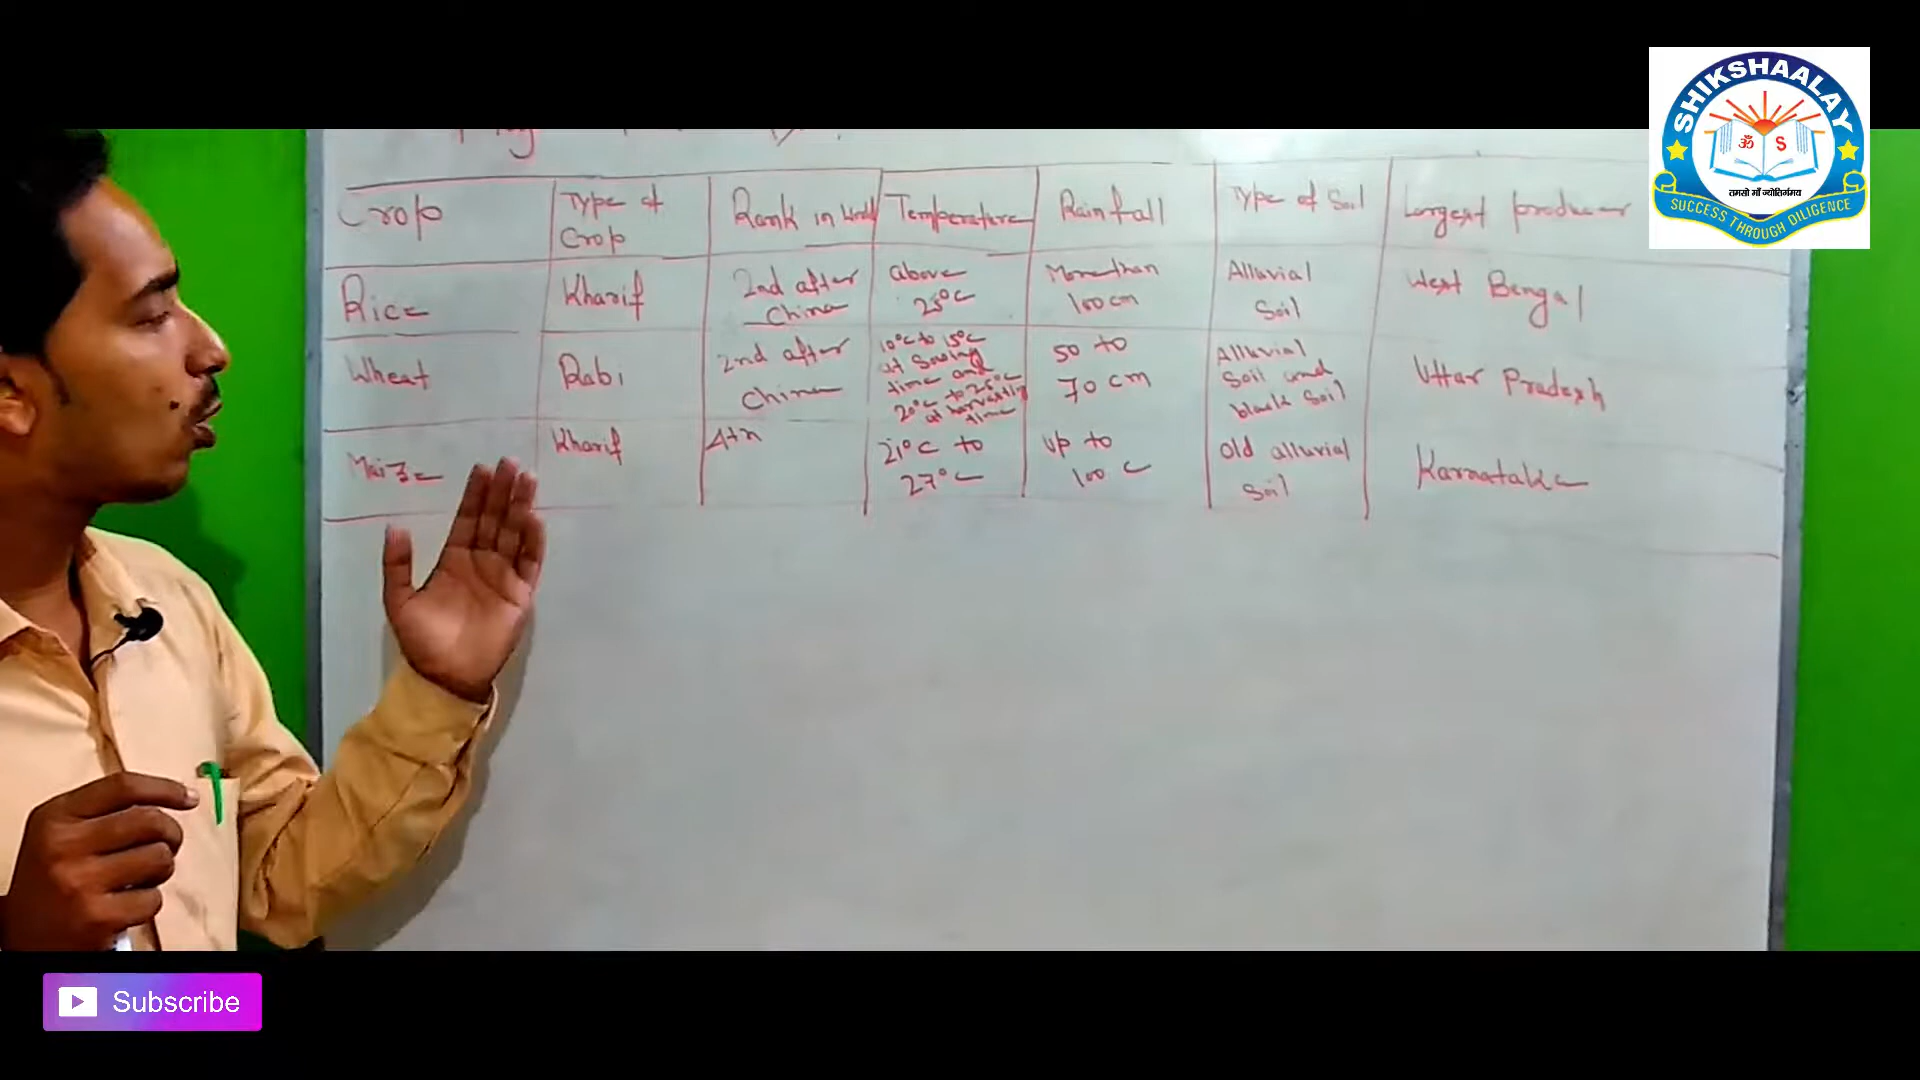 SHIKSHAALAY
ॐ S
तमसो माँ ज्योतिर्गमय
SUCCESS THROUGH DILIGENCE
Crop
Type of
Crop
Rank in World
Temperature
Rainfall
Type of Soil
Largest producer
Rice
Kharif
2nd after
China
above
25°C
More than
100 cm
Alluvial
Soil
West Bengal
Wheat
Rabi
2nd after
China
10°C to 15°C
at Sowing
time and
20°C to 25°C
at harvesting
time
50 to
70 cm
Alluvial
Soil and
black Soil
Uttar Pradesh
Maize
Kharif
21°C to
27°C
Up to
100 C
Old alluvial
Soil
Karnataka
Subscribe